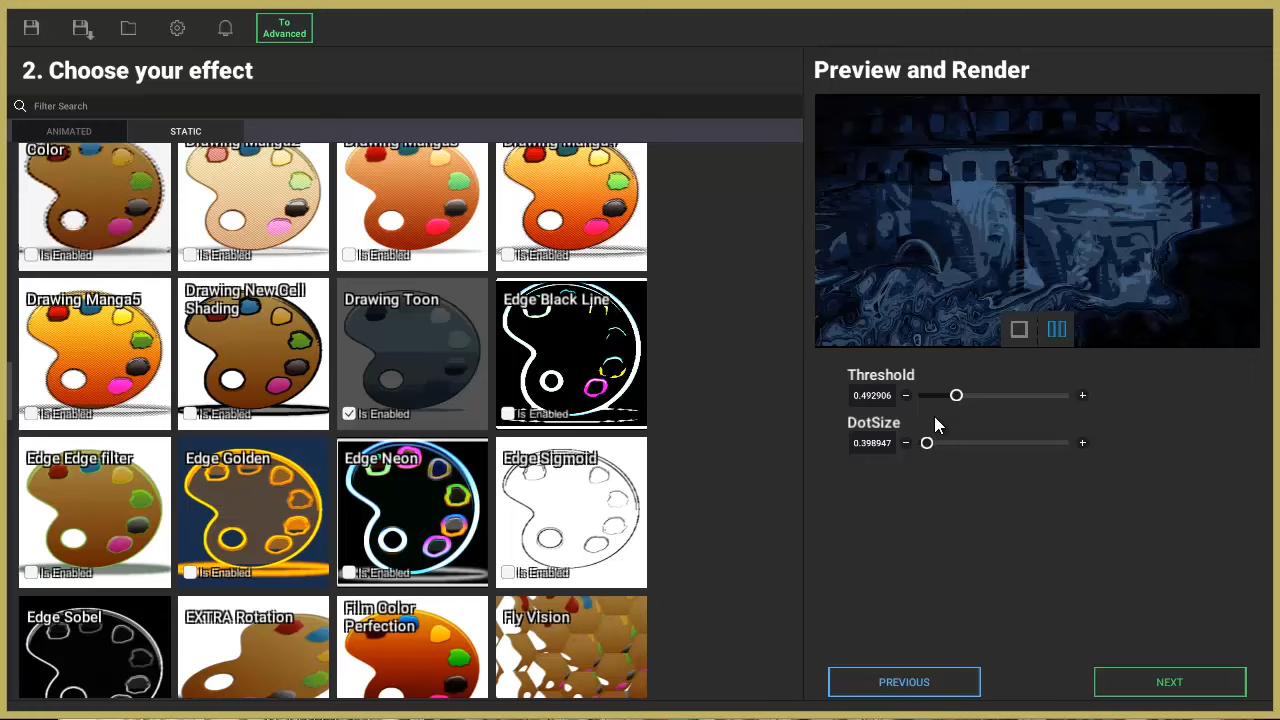 To
Advanced
2. Choose your effect
Preview and Render
Filter Search
ANIMATED
STATIC
Color
Drawing Manga2
Is Enabled
Is Enabled
Is Enabled
Is Enabled
Drawing Manga5
Drawing New Cell
Shading
Drawing Toon
Edge Black Line
Is Enabled
Is Enabled
Is Enabled
Is Enabled
Edge Edge filter
Edge Golden
Edge Neon
Edge Sigmoid
Is Enabled
Is Enabled
Is Enabled
Is Enabled
Edge Sobel
EXTRA Rotation
Film Color
Perfection
Fly Vision
Threshold
0.492906
DotSize
0.398947
PREVIOUS
NEXT